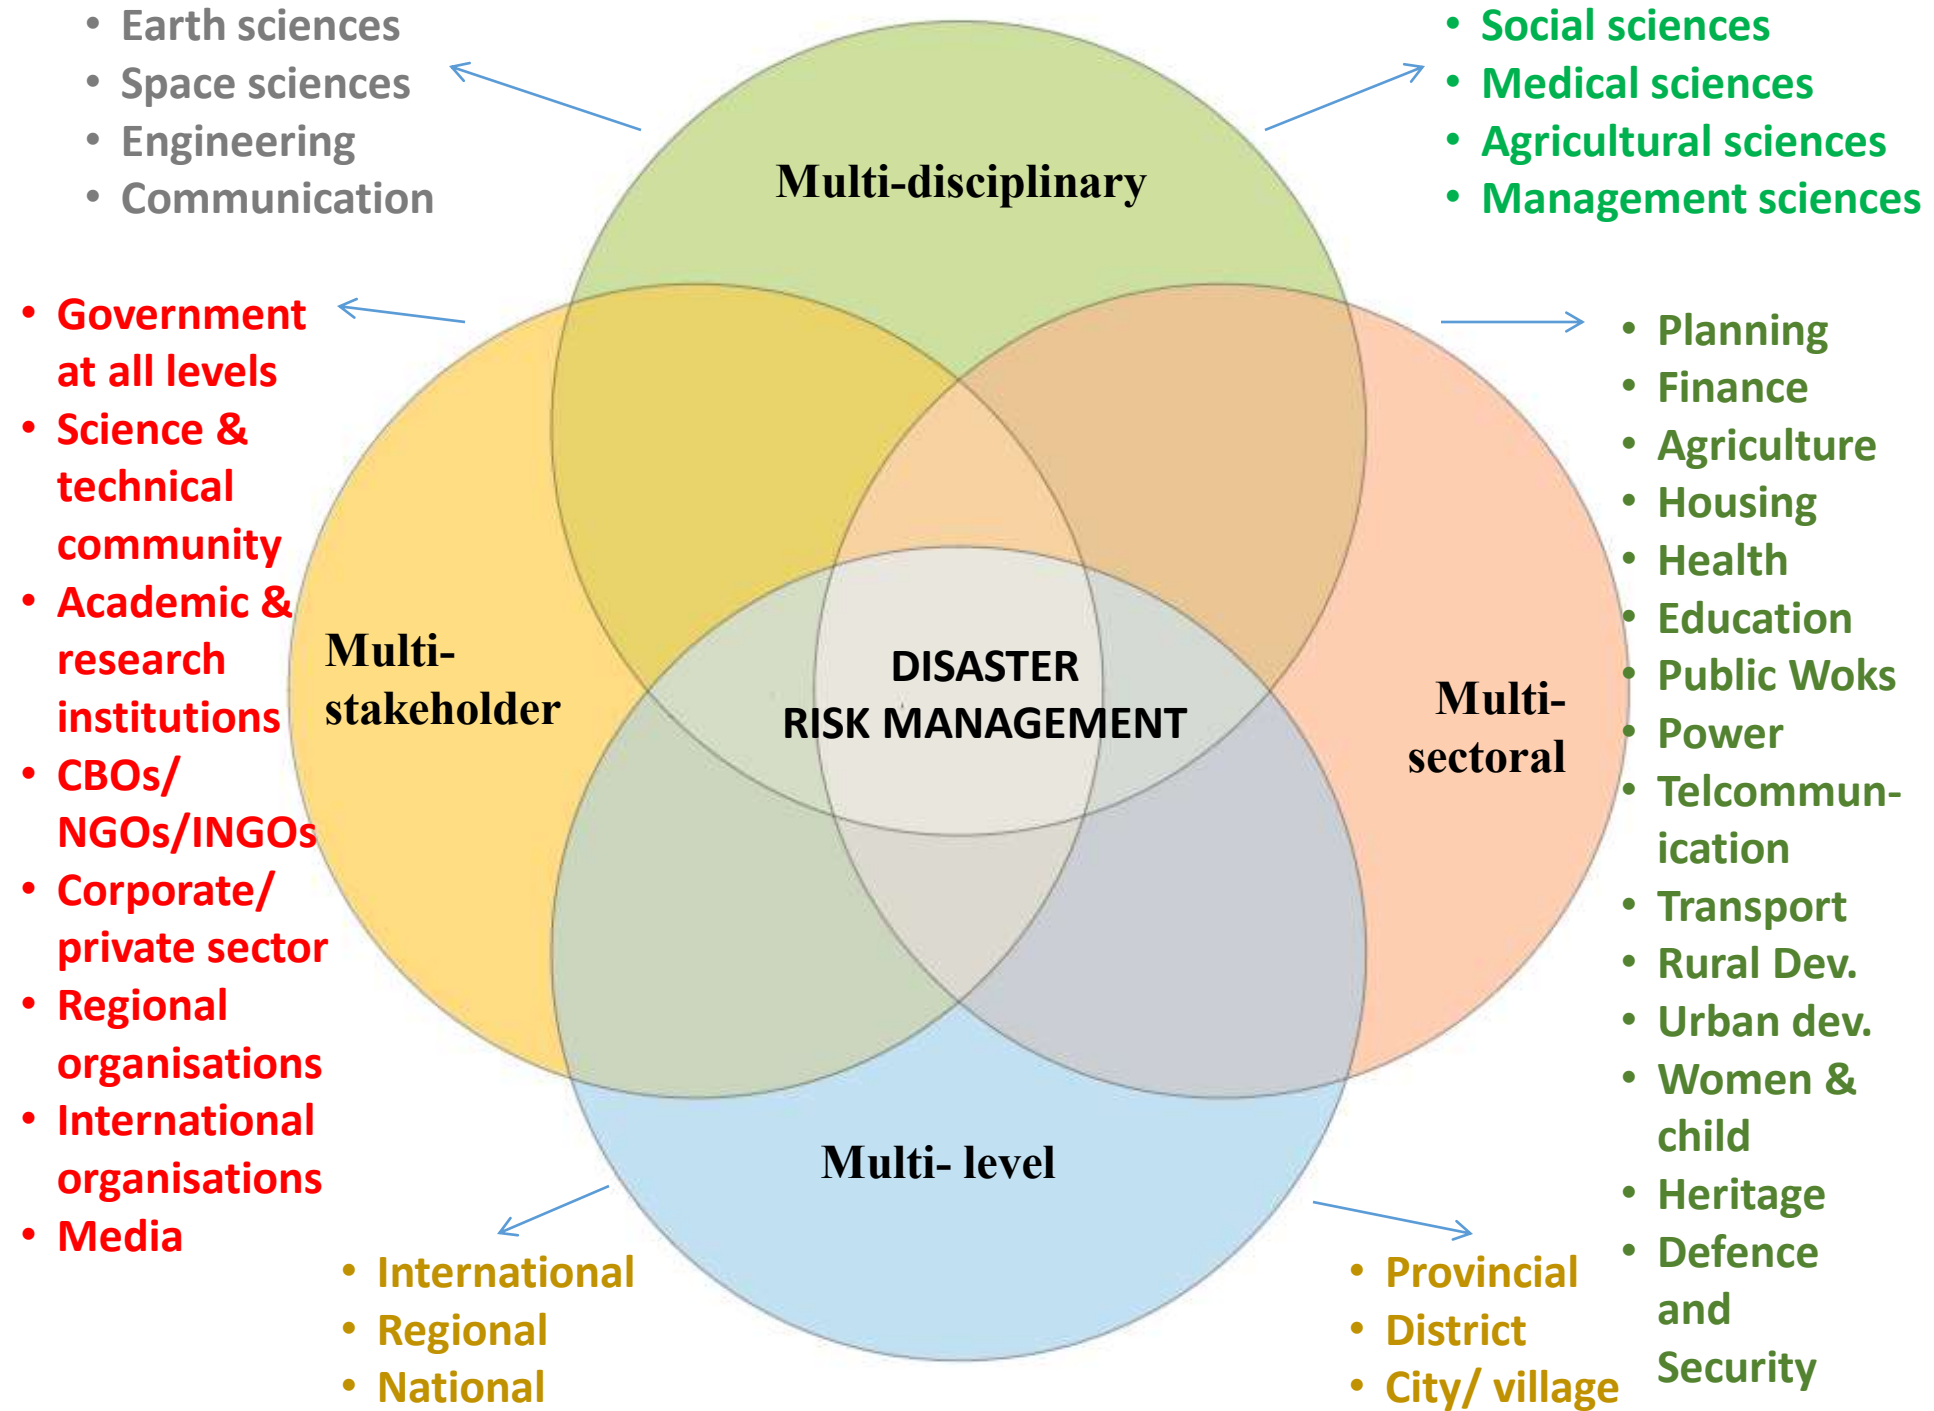 • Earth sciences
• Space sciences
• Engineering
• Communication
• Social sciences
• Medical sciences
• Agricultural sciences
• Management sciences
Multi-disciplinary
• Government
at all levels
• Science &
technical
community
• Academic &
research
institutions
• CBOs/
NGOs/INGOs
• Corporate/
private sector
• Regional
organisations
• International
organisations
• Media
Multi-
stakeholder
DISASTER
RISK MANAGEMENT
Multi-
sectoral
• Planning
• Finance
• Agriculture
• Housing
• Health
• Education
• Public Woks
• Power
• Telcommun-
ication
• Transport
• Rural Dev.
• Urban dev.
• Women &
child
• Heritage
• Defence
and
Security
Multi- level
• International
• Regional
• National
• Provincial
• District
• City/ village